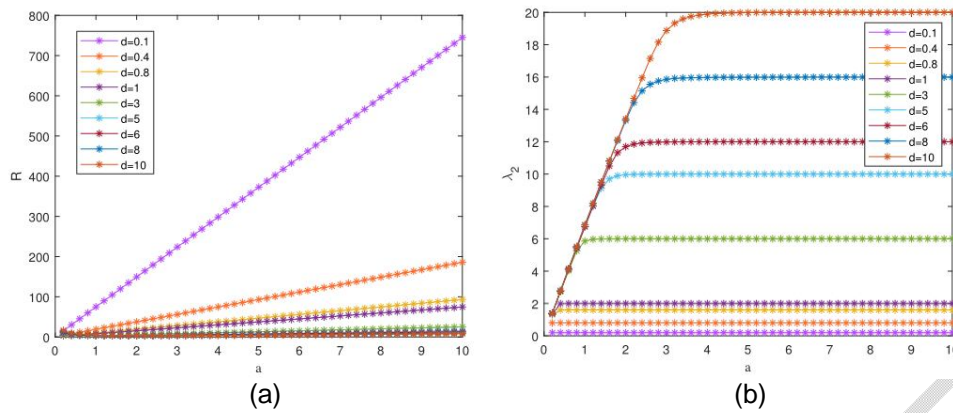 800
700
600
500
400
300
200
100
0
R
0 1 2 3 4 5 6 7 8 9 10
a
d=0.1
d=0.4
d=0.8
d=1
d=3
d=5
d=6
d=8
d=10
(a)
20
18
16
14
12
10
8
6
4
2
0
λ2
0 1 2 3 4 5 6 7 8 9 10
a
d=0.1
d=0.4
d=0.8
d=1
d=3
d=5
d=6
d=8
d=10
(b)